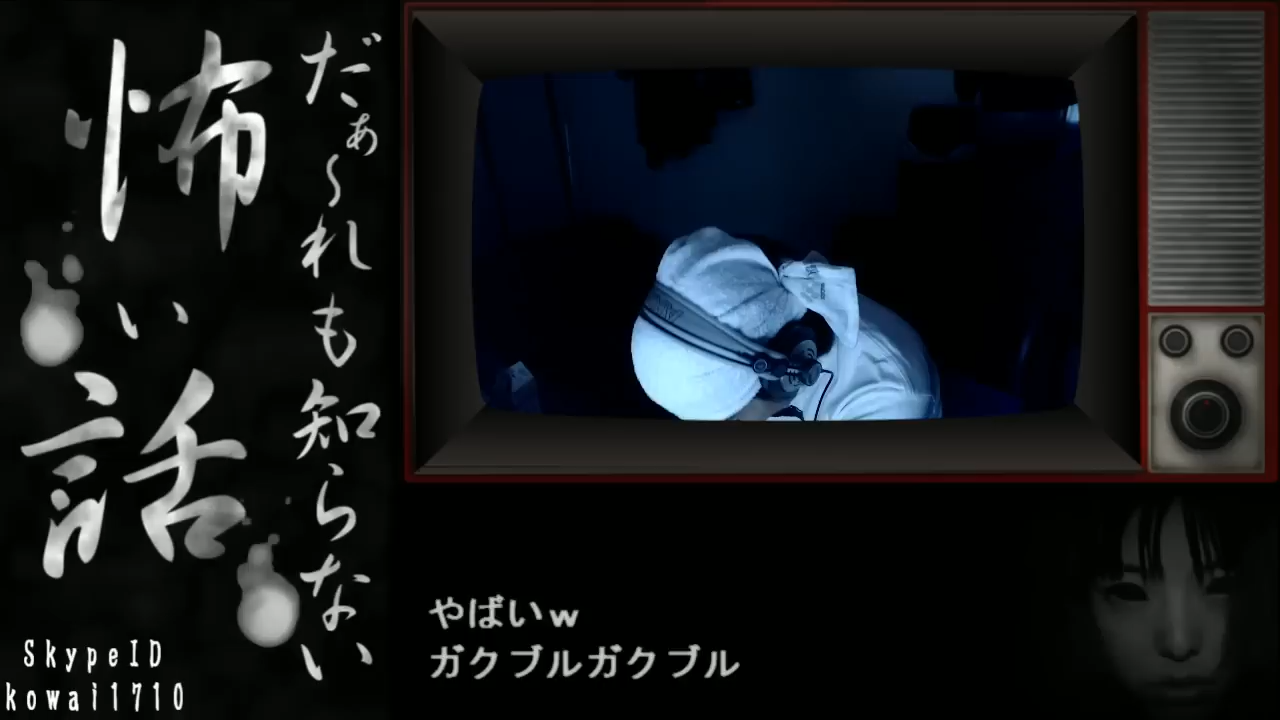 だぁ～れも知らない
怖い話
SkypeID
kowai1710
やばいｗ
ガクブルガクブル